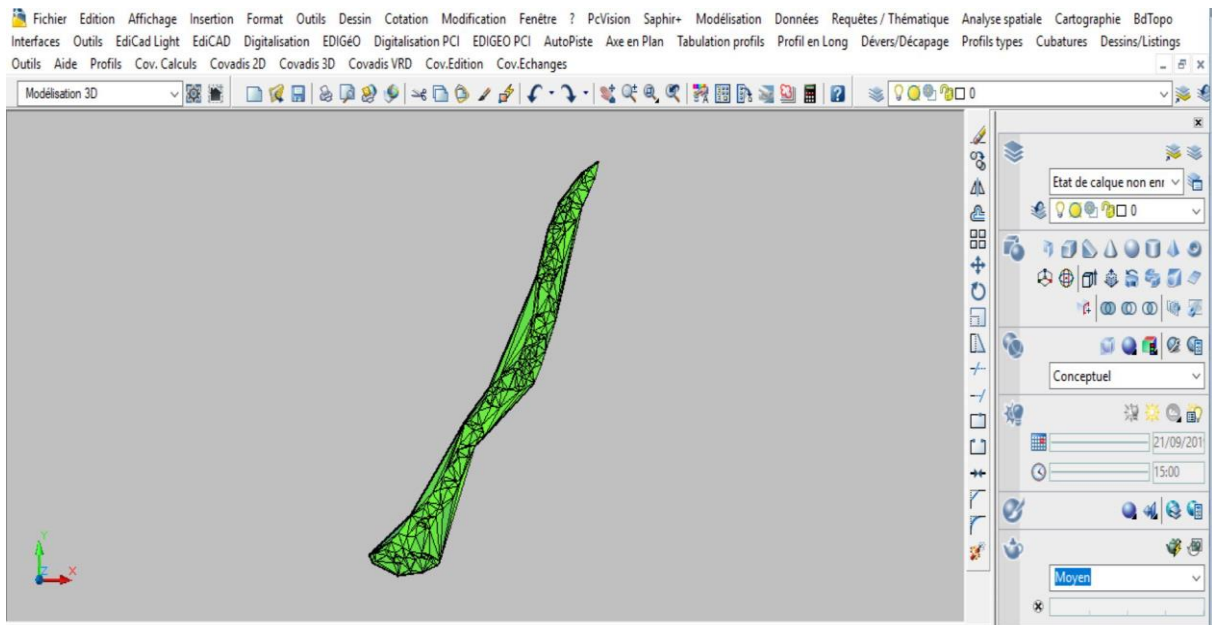 Fichier Edition Affichage Insertion Format Outils Dessin Cotation Modification Fenêtre ? PcVision Saphir+ Modélisation Données Requêtes / Thématique Analyse spatiale Cartographie BdTopo
Interfaces Outils EdiCad Light EdiCAD Digitalisation EDIGéO Digitalisation PCI EDIGEO PCI AutoPiste Axe en Plan Tabulation profils Profil en Long Dévers/Décapage Profils types Cubatures Dessins/Listings
Outils Aide Profils Cov. Calculs Covadis 2D Covadis 3D Covadis VRD Cov.Edition Cov.Echanges
Modélisation 3D 0
Etat de calque non enr
0
Conceptuel
21/09/201
15:00
Moyen
Y
Z X